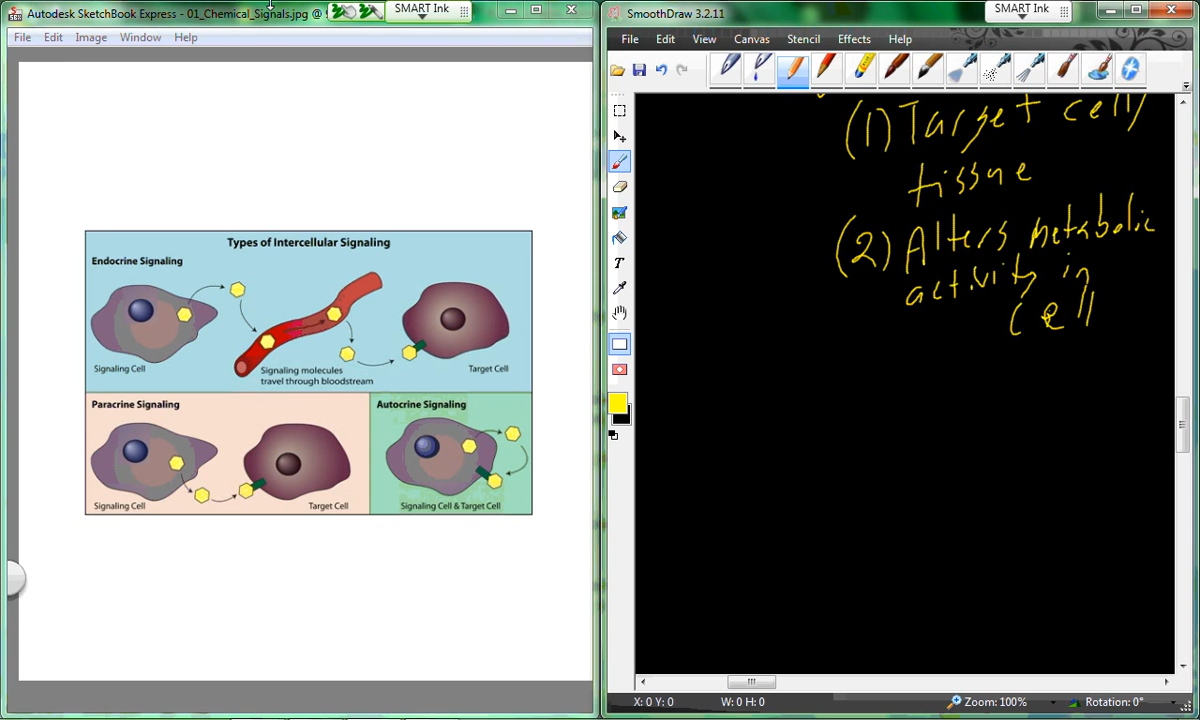 Autodesk SketchBook Express - 01_Chemical_Signals.jpg @
SMART Ink
File Edit Image Window Help
Types of Intercellular Signaling
Endocrine Signaling
Signaling Cell
Signaling molecules
travel through bloodstream
Target Cell
Paracrine Signaling
Signaling Cell
Target Cell
Autocrine Signaling
Signaling Cell & Target Cell
SmoothDraw 3.2.11
SMART Ink
File Edit View Canvas Stencil Effects Help
(1) Target cell/
tissue
(2) Alters metabolic
activity in
cell
X: 0 Y: 0 W: 0 H: 0 Zoom: 100% Rotation: 0°